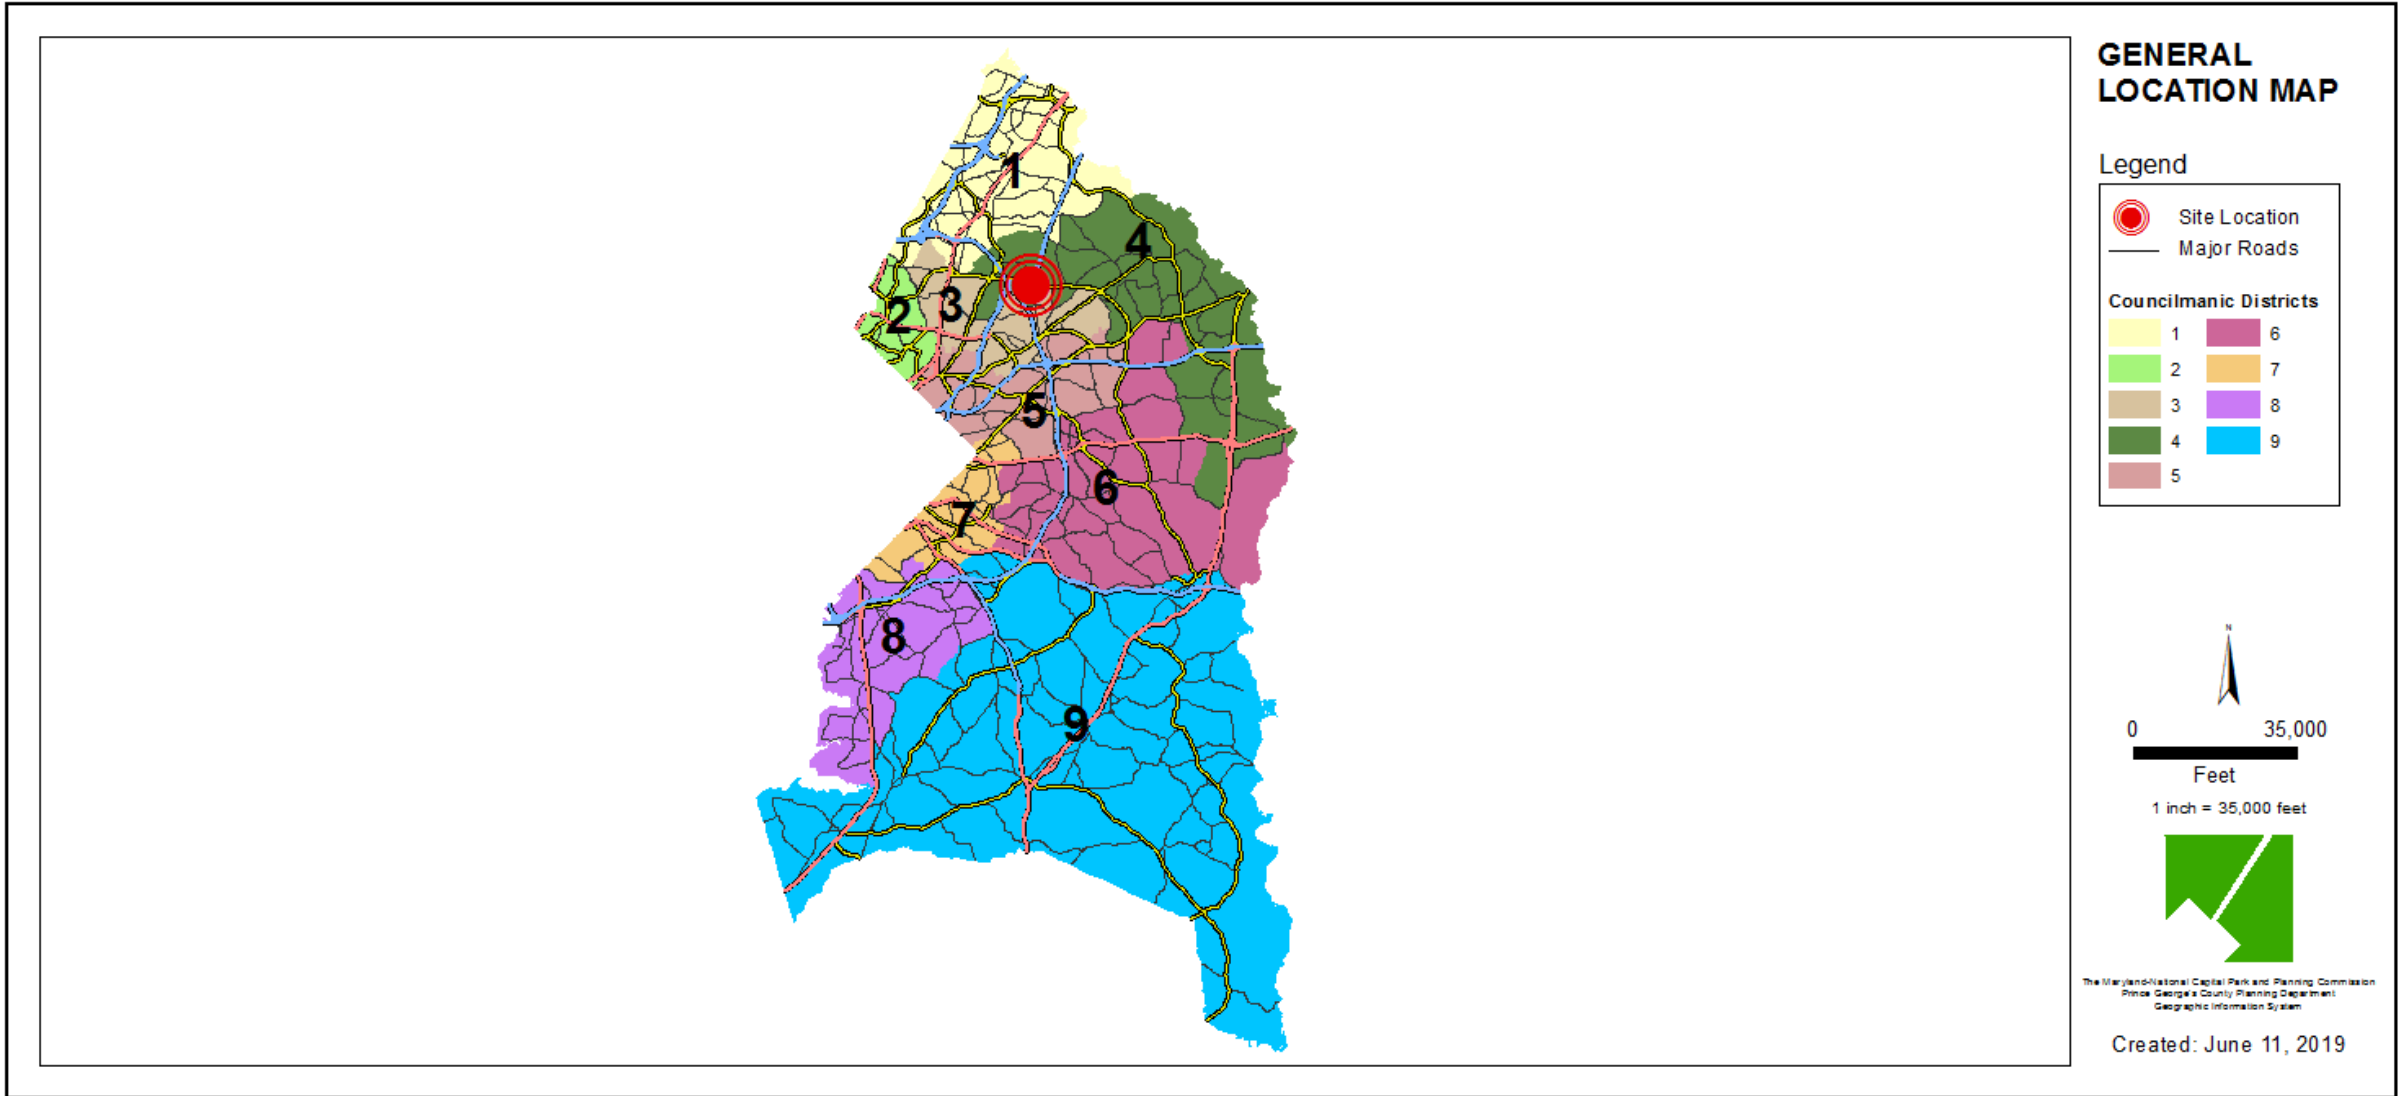 GENERAL
LOCATION MAP
Legend
Site Location
Major Roads
Councilmanic Districts
1 6
2 7
3 8
4 9
5
1
4
3
2
5
6
7
8
9
N
0 35,000
Feet
1 inch = 35,000 feet
The Maryland-National Capital Park and Planning Commission
Prince George's County Planning Department
Geographic Information System
Created: June 11, 2019